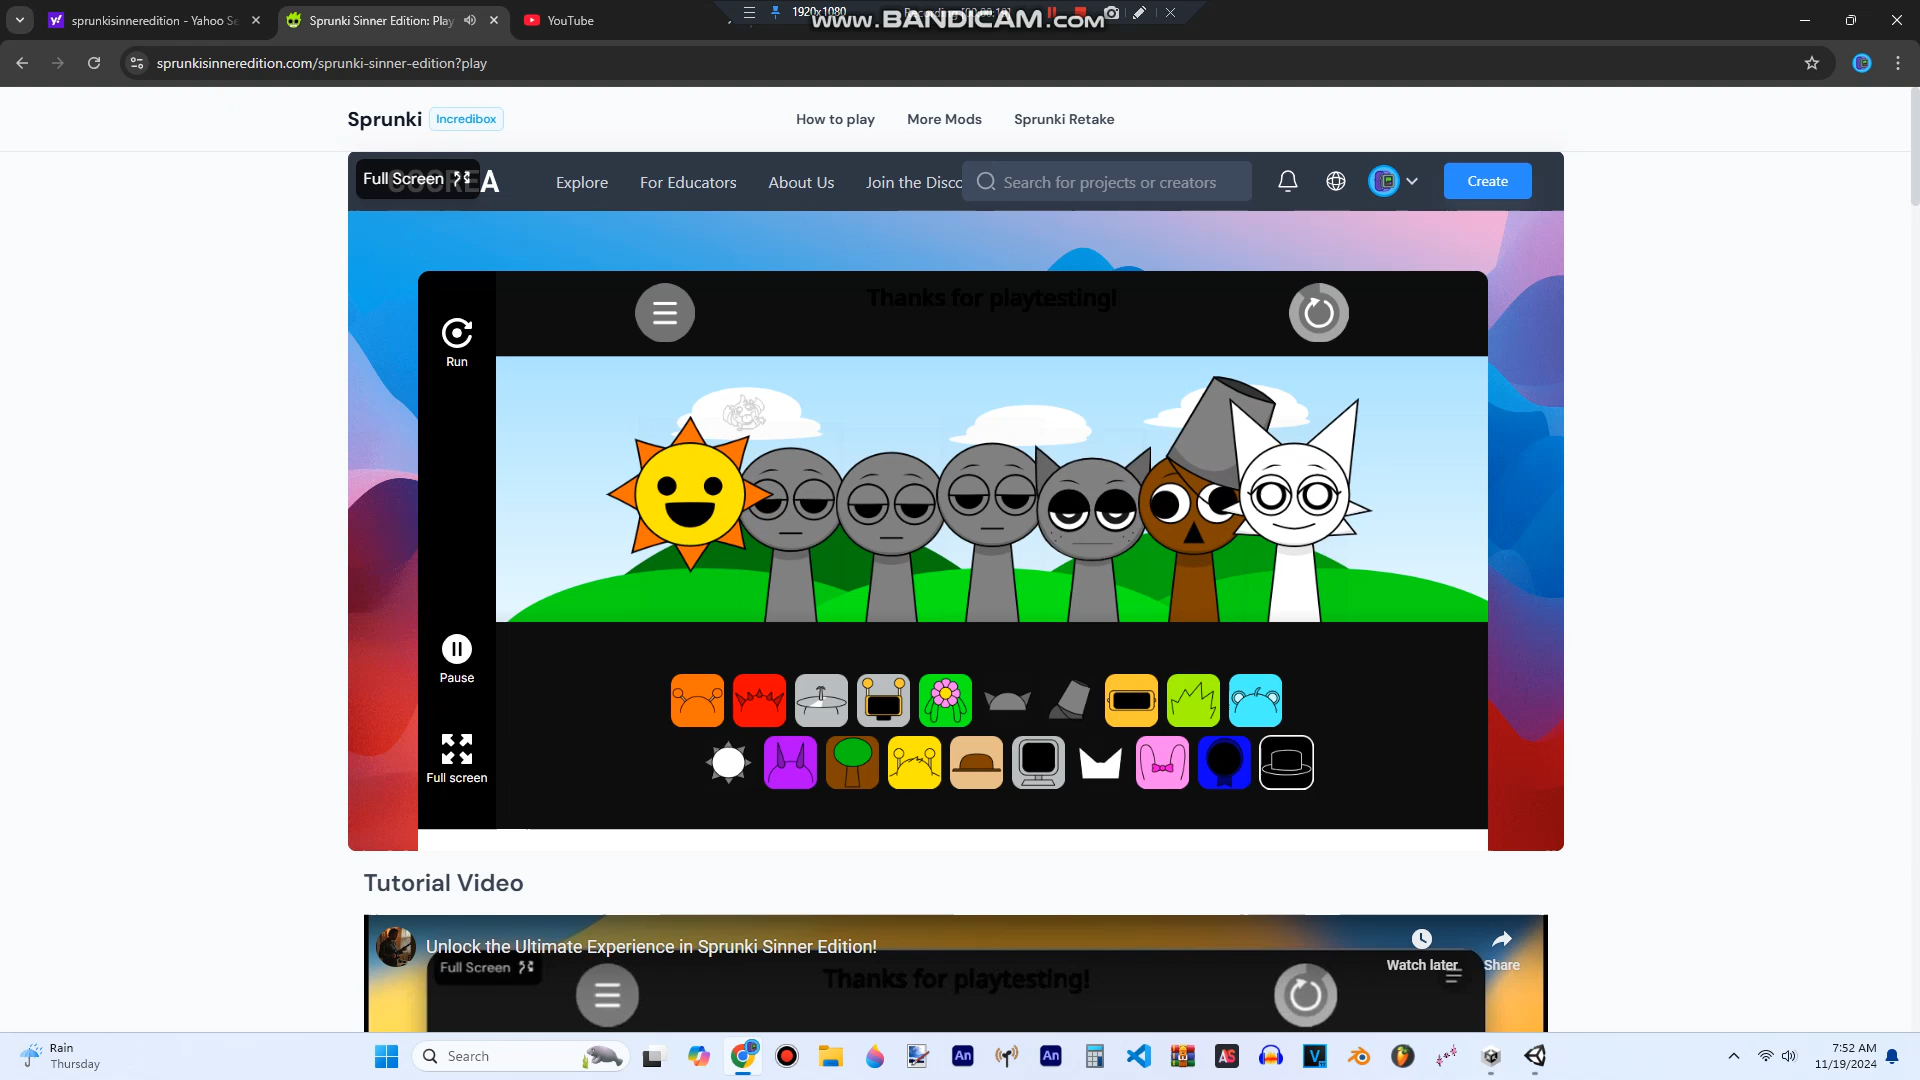 sprunkisinneredition - Yahoo Se
Sprunki Sinner Edition: Play
YouTube
1920x1080
www.BANDICAM.com
sprunkisinneredition.com/sprunki-sinner-edition?play
Sprunki
Incredibox
How to play
More Mods
Sprunki Retake
Full Screen
A
Explore
For Educators
About Us
Join the Disco
Search for projects or creators
Create
Thanks for playtesting!
Run
Pause
Full screen
Tutorial Video
Unlock the Ultimate Experience in Sprunki Sinner Edition!
Full Screen
Thanks for playtesting!
Watch later
Share
Rain
Thursday
Search
An
An
AS
V
7:52 AM
11/19/2024